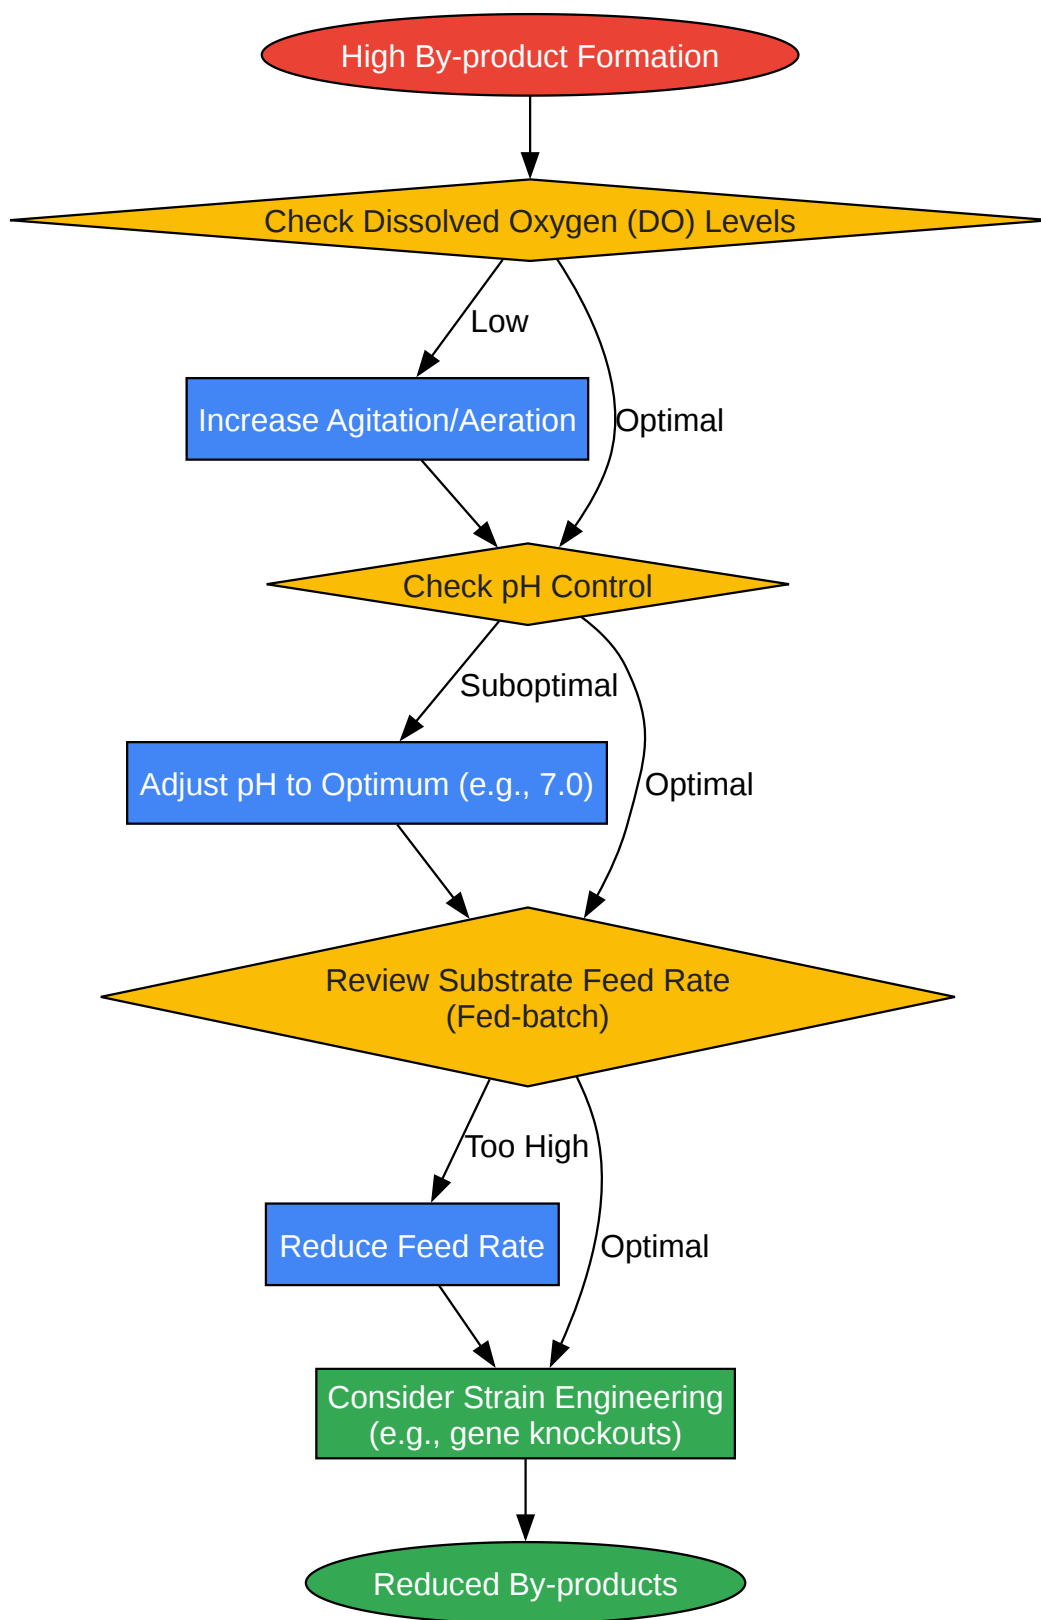 High By-product Formation
Check Dissolved Oxygen (DO) Levels
Low
Increase Agitation/Aeration
Optimal
Check pH Control
Suboptimal
Adjust pH to Optimum (e.g., 7.0)
Optimal
Review Substrate Feed Rate
(Fed-batch)
Too High
Reduce Feed Rate
Optimal
Consider Strain Engineering
(e.g., gene knockouts)
Reduced By-products